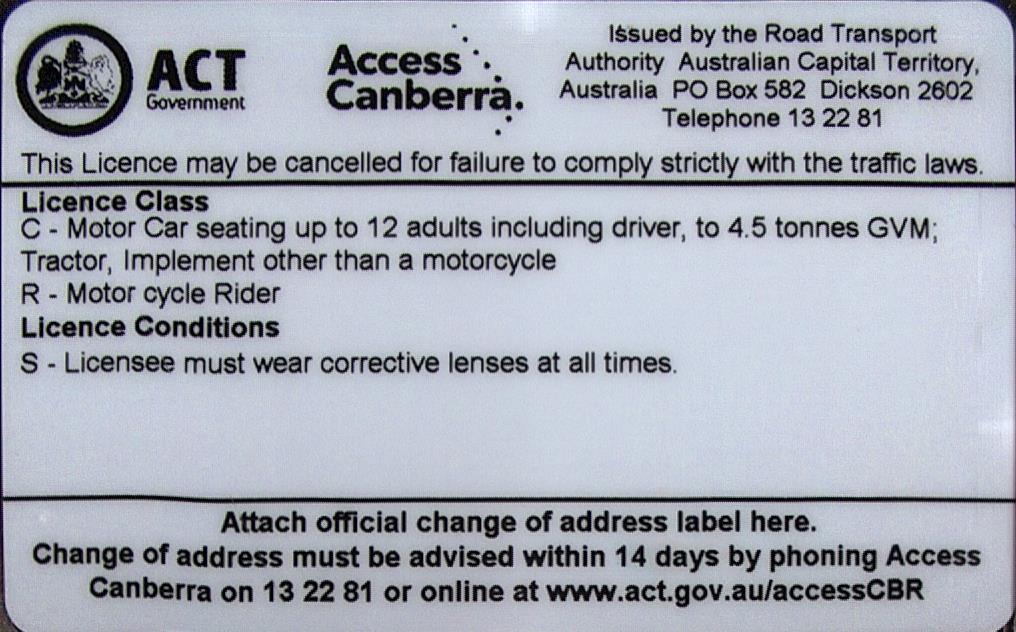 ACT
Government
Access
Canberra.
Issued by the Road Transport
Authority Australian Capital Territory,
Australia PO Box 582 Dickson 2602
Telephone 13 22 81
This Licence may be cancelled for failure to comply strictly with the traffic laws.
Licence Class
C - Motor Car seating up to 12 adults including driver, to 4.5 tonnes GVM;
Tractor, Implement other than a motorcycle
R - Motor cycle Rider
Licence Conditions
S - Licensee must wear corrective lenses at all times.
Attach official change of address label here.
Change of address must be advised within 14 days by phoning Access
Canberra on 13 22 81 or online at www.act.gov.au/accessCBR